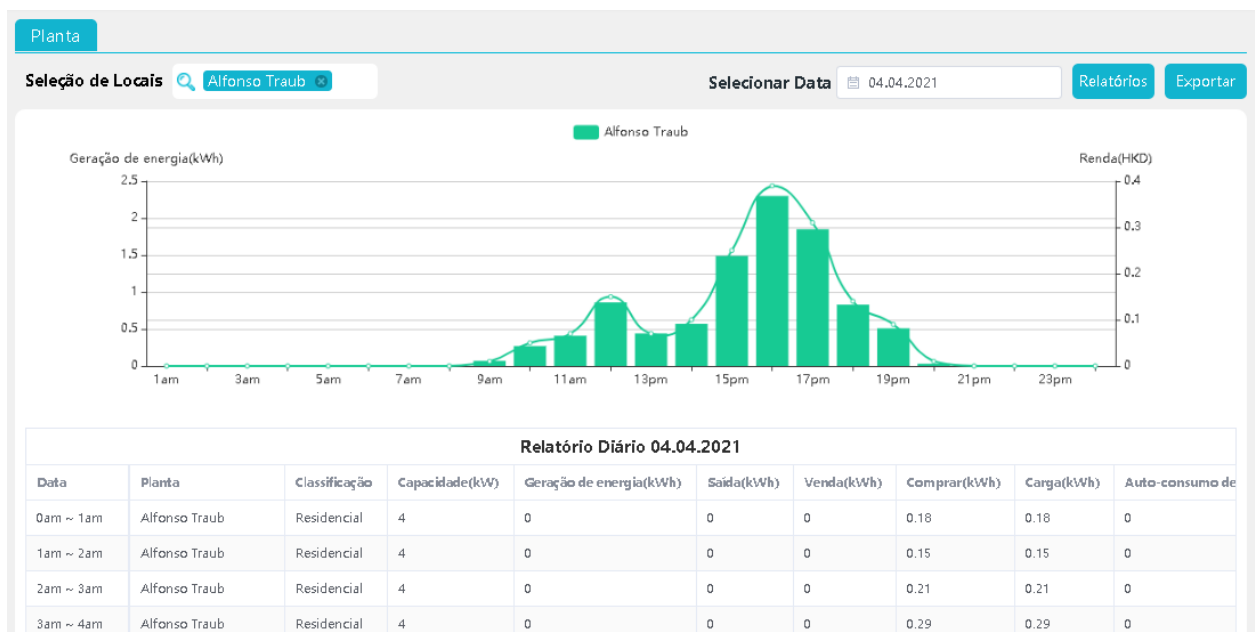 Planta
Seleção de Locais Alfonso Traub Selecionar Data 04.04.2021 Relatórios Exportar
Alfonso Traub
Geração de energia(kWh) Renda(HKD)
2.5 0.4
2 0.3
1.5 0.2
1 0.1
0.5 0
0
1am 3am 5am 7am 9am 11am 13pm 15pm 17pm 19pm 21pm 23pm
Relatório Diário 04.04.2021
Data Planta Classificação Capacidade(kW) Geração de energia(kWh) Saída(kWh) Venda(kWh) Comprar(kWh) Carga(kWh) Auto-consumo de
0am ~ 1am Alfonso Traub Residencial 4 0 0 0 0.18 0.18 0
1am ~ 2am Alfonso Traub Residencial 4 0 0 0 0.15 0.15 0
2am ~ 3am Alfonso Traub Residencial 4 0 0 0 0.21 0.21 0
3am ~ 4am Alfonso Traub Residencial 4 0 0 0 0.29 0.29 0